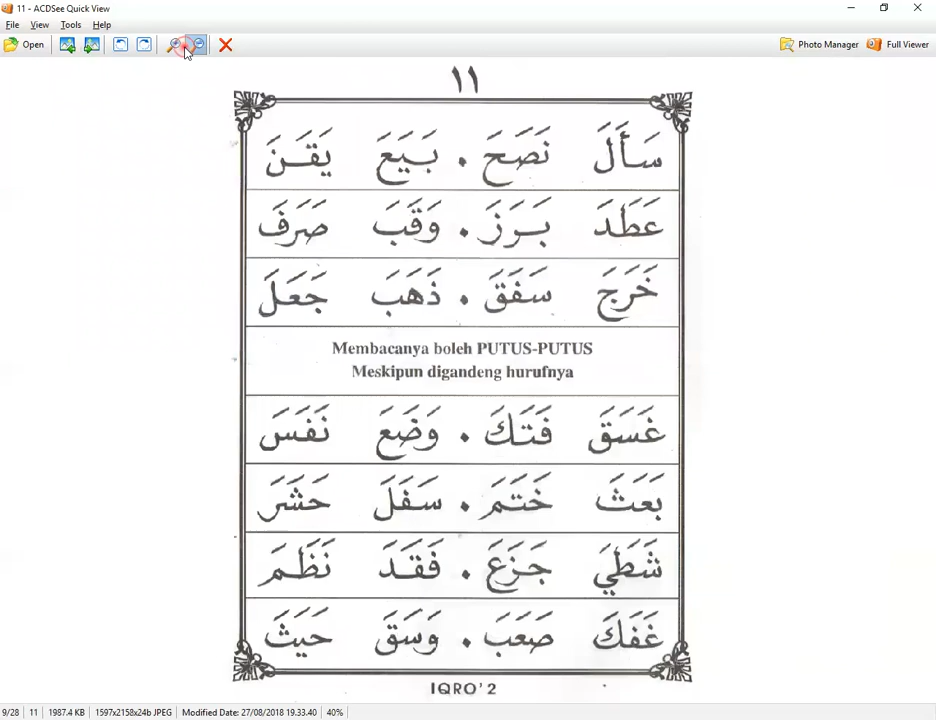 11 - ACDSee Quick View
File View Tools Help
Open Photo Manager Full Viewer
١١
سَأَلَ نَصَحَ . بَيَعَ يَقَنَ
عَطَدَ بَرَزَ . وَقَبَ صَرَفَ
خَرَجَ سَفَقَ . ذَهَبَ جَعَلَ
Membacanya boleh PUTUS-PUTUS
Meskipun digandeng hurufnya
غَسَقَ فَتَكَ . وَضَعَ نَفَسَ
بَعَثَ خَتَمَ . سَفَلَ حَشَرَ
شَطَيَ جَزَعَ . فَقَدَ نَظَمَ
غَفَكَ صَعَبَ . وَسَقَ حَيَثَ
IQRO'2
9/28 11 1987.4 KB 1597x2158x24b JPEG Modified Date: 27/08/2018 19.33.40 40%